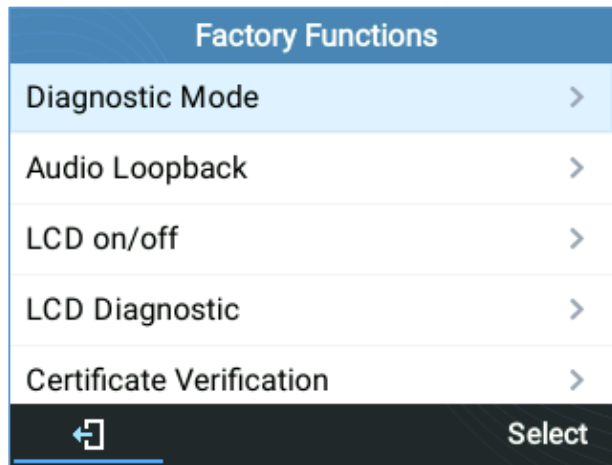 Factory Functions
Diagnostic Mode
Audio Loopback
LCD on/off
LCD Diagnostic
Certificate Verification
Select